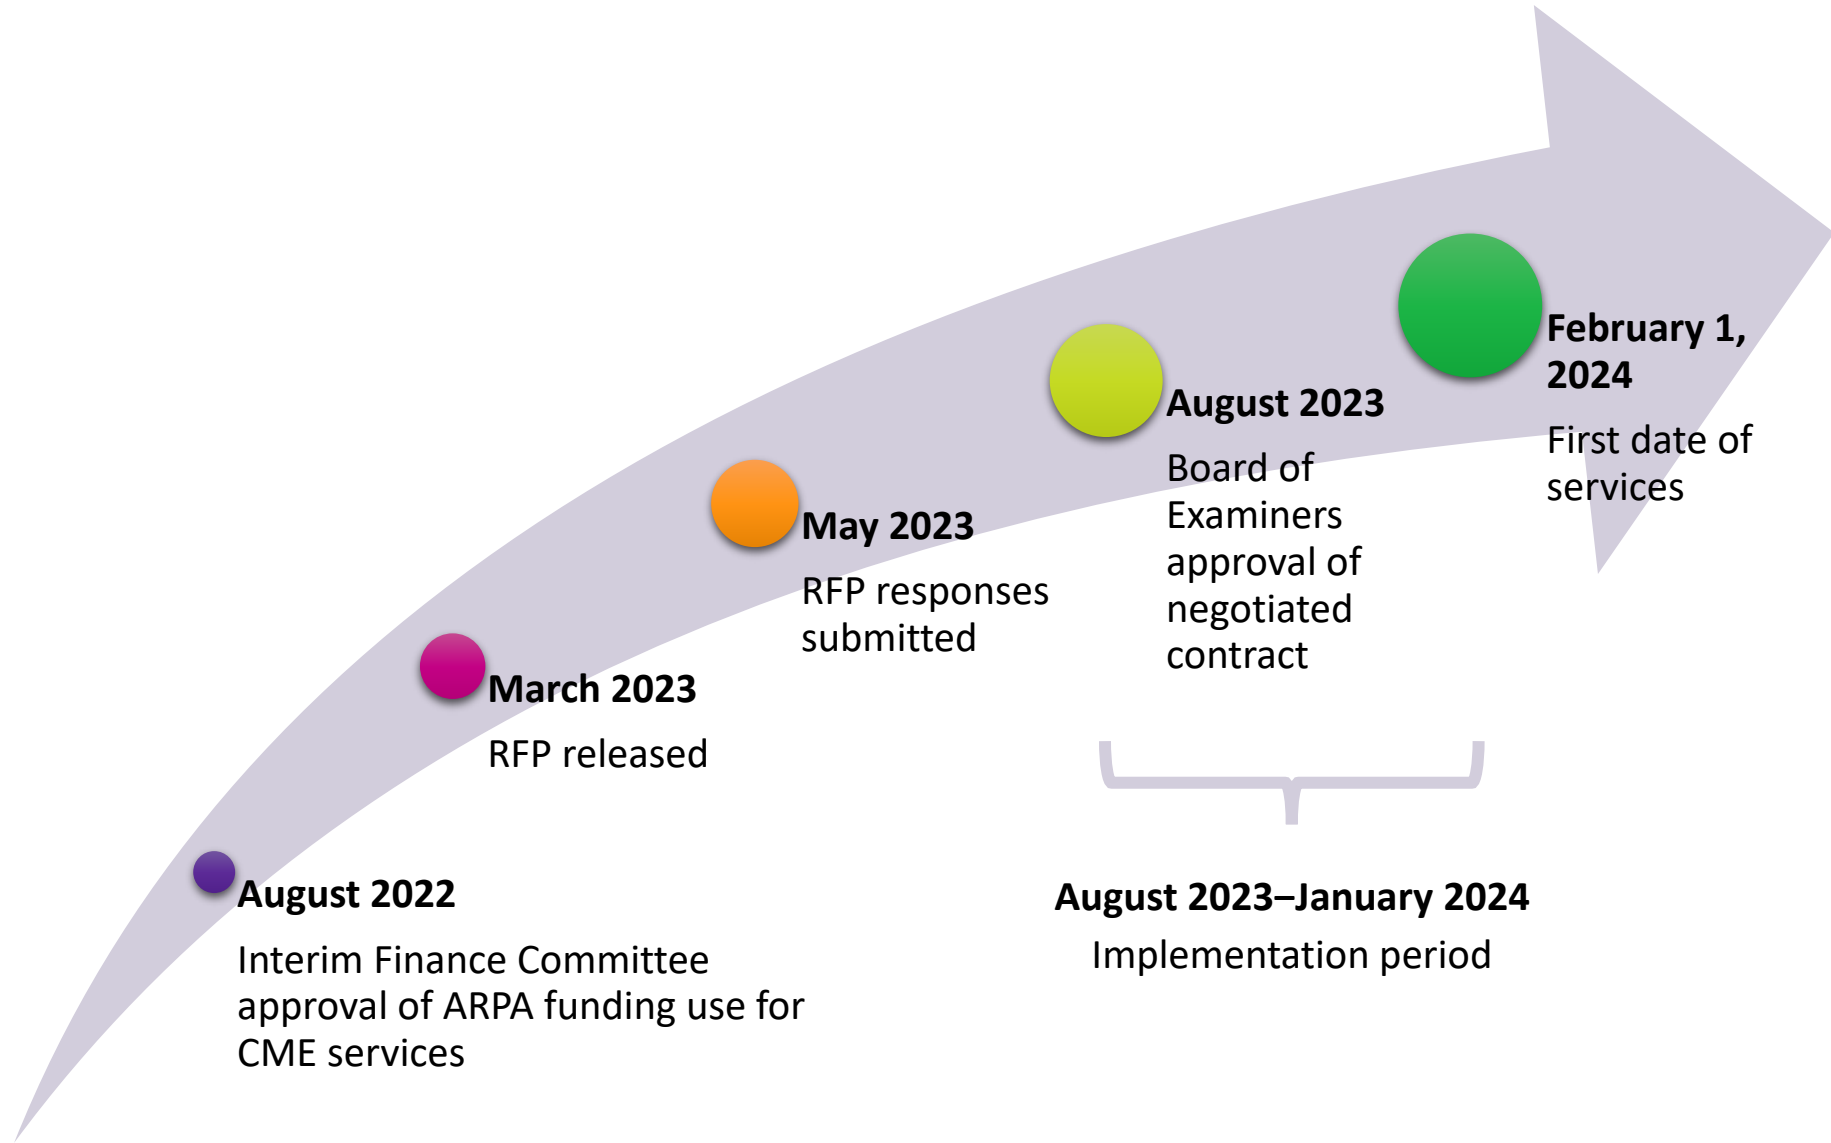 August 2022
Interim Finance Committee
approval of ARPA funding use for
CME services
March 2023
RFP released
May 2023
RFP responses
submitted
August 2023
Board of
Examiners
approval of
negotiated
contract
February 1,
2024
First date of
services
August 2023–January 2024
Implementation period